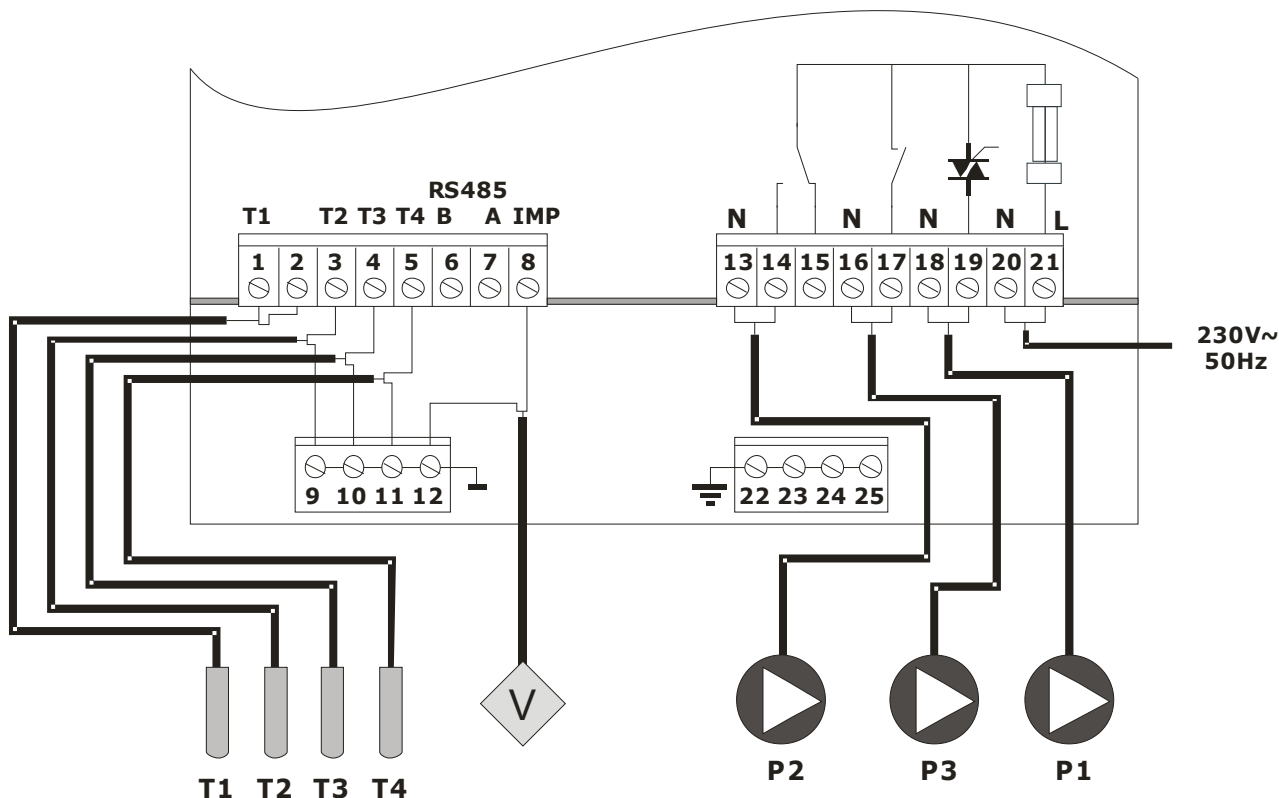 RS485
T1 T2 T3 T4 B A IMP
N N N N L
1 2 3 4 5 6 7 8
13 14 15 16 17 18 19 20 21
230V~
50Hz
9 10 11 12
22 23 24 25
V
P2 P3 P1
T1 T2 T3 T4